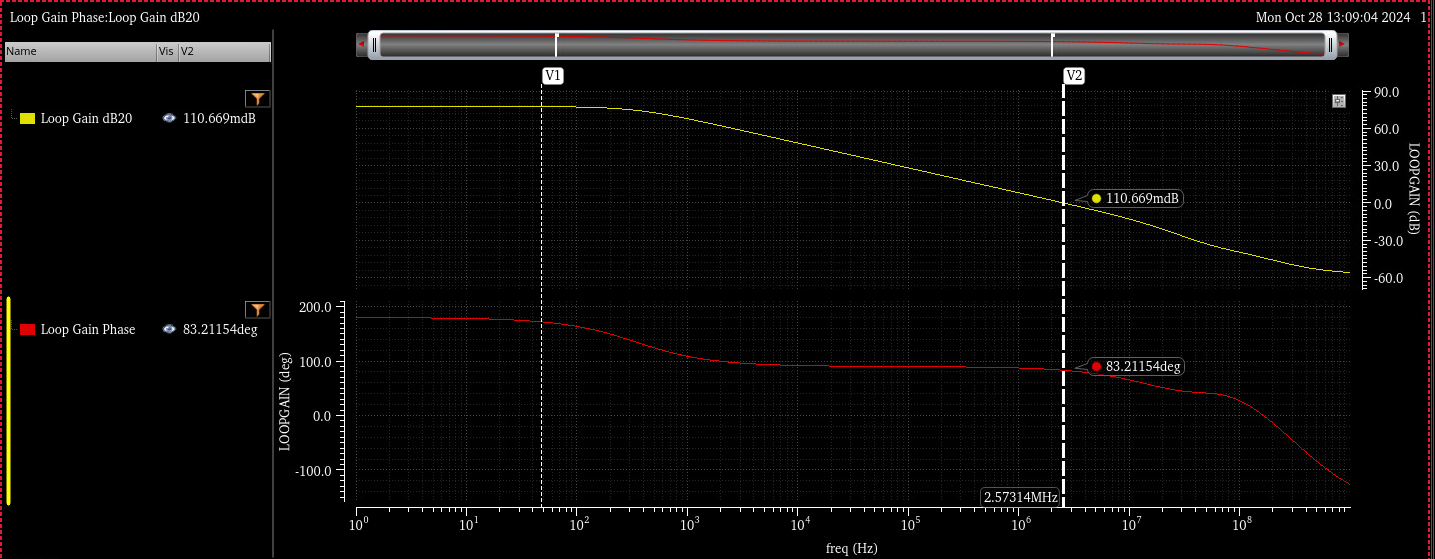 Loop Gain Phase:Loop Gain dB20
Mon Oct 28 13:09:04 2024 1
Name Vis V2
V1 V2
Loop Gain dB20 110.669mdB
Loop Gain Phase 83.21154deg
90.0
60.0
30.0
0.0
-30.0
-60.0
LOOPGAIN (dB)
110.669mdB
200.0
100.0
0.0
-100.0
LOOPGAIN (deg)
83.21154deg
2.57314MHz
10⁰ 10¹ 10² 10³ 10⁴ 10⁵ 10⁶ 10⁷ 10⁸
freq (Hz)